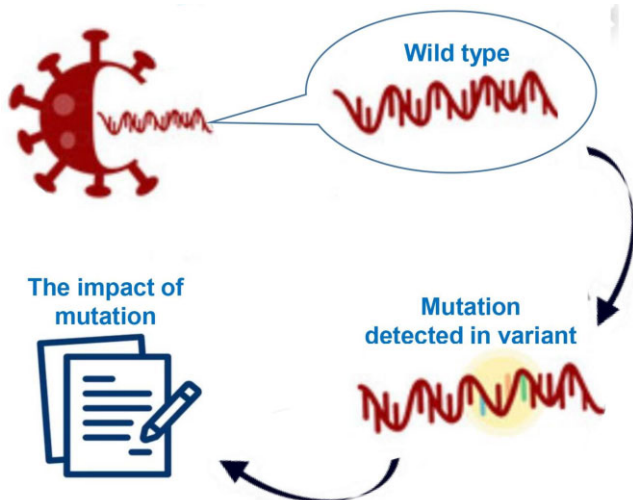 Wild type
The impact of
mutation
Mutation
detected in variant